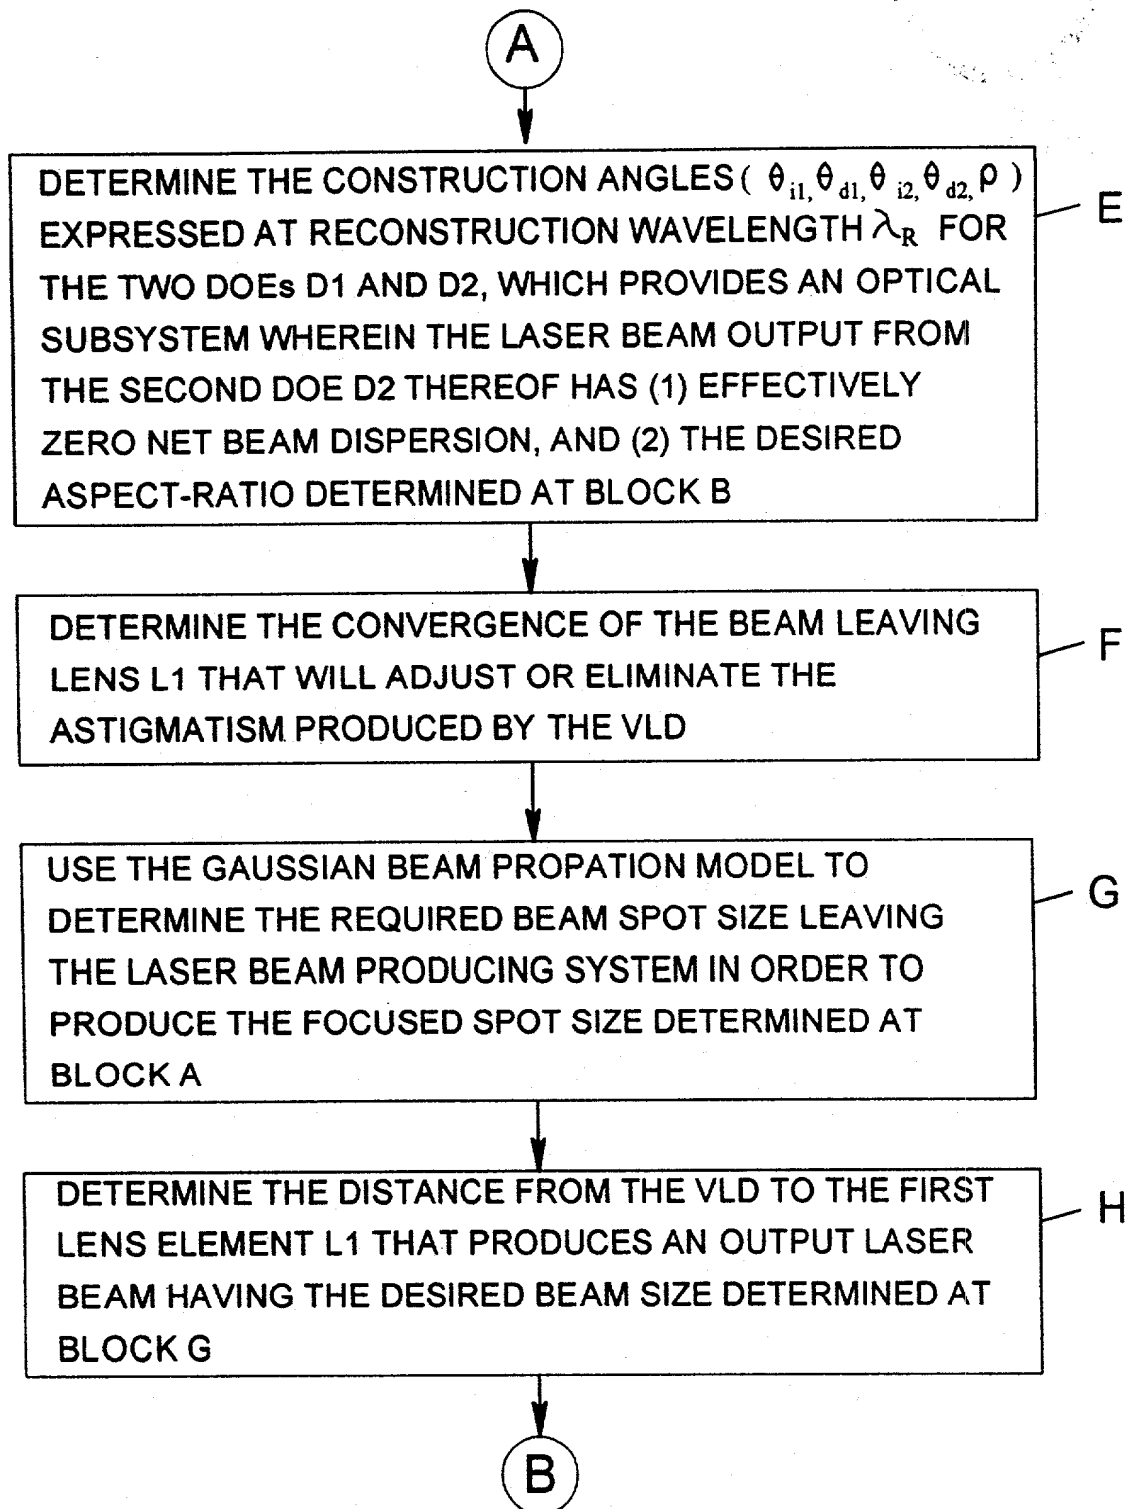 A
DETERMINE THE CONSTRUCTION ANGLES ( θi1, θd1, θi2, θd2, ρ )
EXPRESSED AT RECONSTRUCTION WAVELENGTH λR FOR
THE TWO DOEs D1 AND D2, WHICH PROVIDES AN OPTICAL
SUBSYSTEM WHEREIN THE LASER BEAM OUTPUT FROM
THE SECOND DOE D2 THEREOF HAS (1) EFFECTIVELY
ZERO NET BEAM DISPERSION, AND (2) THE DESIRED
ASPECT-RATIO DETERMINED AT BLOCK B
E
DETERMINE THE CONVERGENCE OF THE BEAM LEAVING
LENS L1 THAT WILL ADJUST OR ELIMINATE THE
ASTIGMATISM PRODUCED BY THE VLD
F
USE THE GAUSSIAN BEAM PROPATION MODEL TO
DETERMINE THE REQUIRED BEAM SPOT SIZE LEAVING
THE LASER BEAM PRODUCING SYSTEM IN ORDER TO
PRODUCE THE FOCUSED SPOT SIZE DETERMINED AT
BLOCK A
G
DETERMINE THE DISTANCE FROM THE VLD TO THE FIRST
LENS ELEMENT L1 THAT PRODUCES AN OUTPUT LASER
BEAM HAVING THE DESIRED BEAM SIZE DETERMINED AT
BLOCK G
H
B